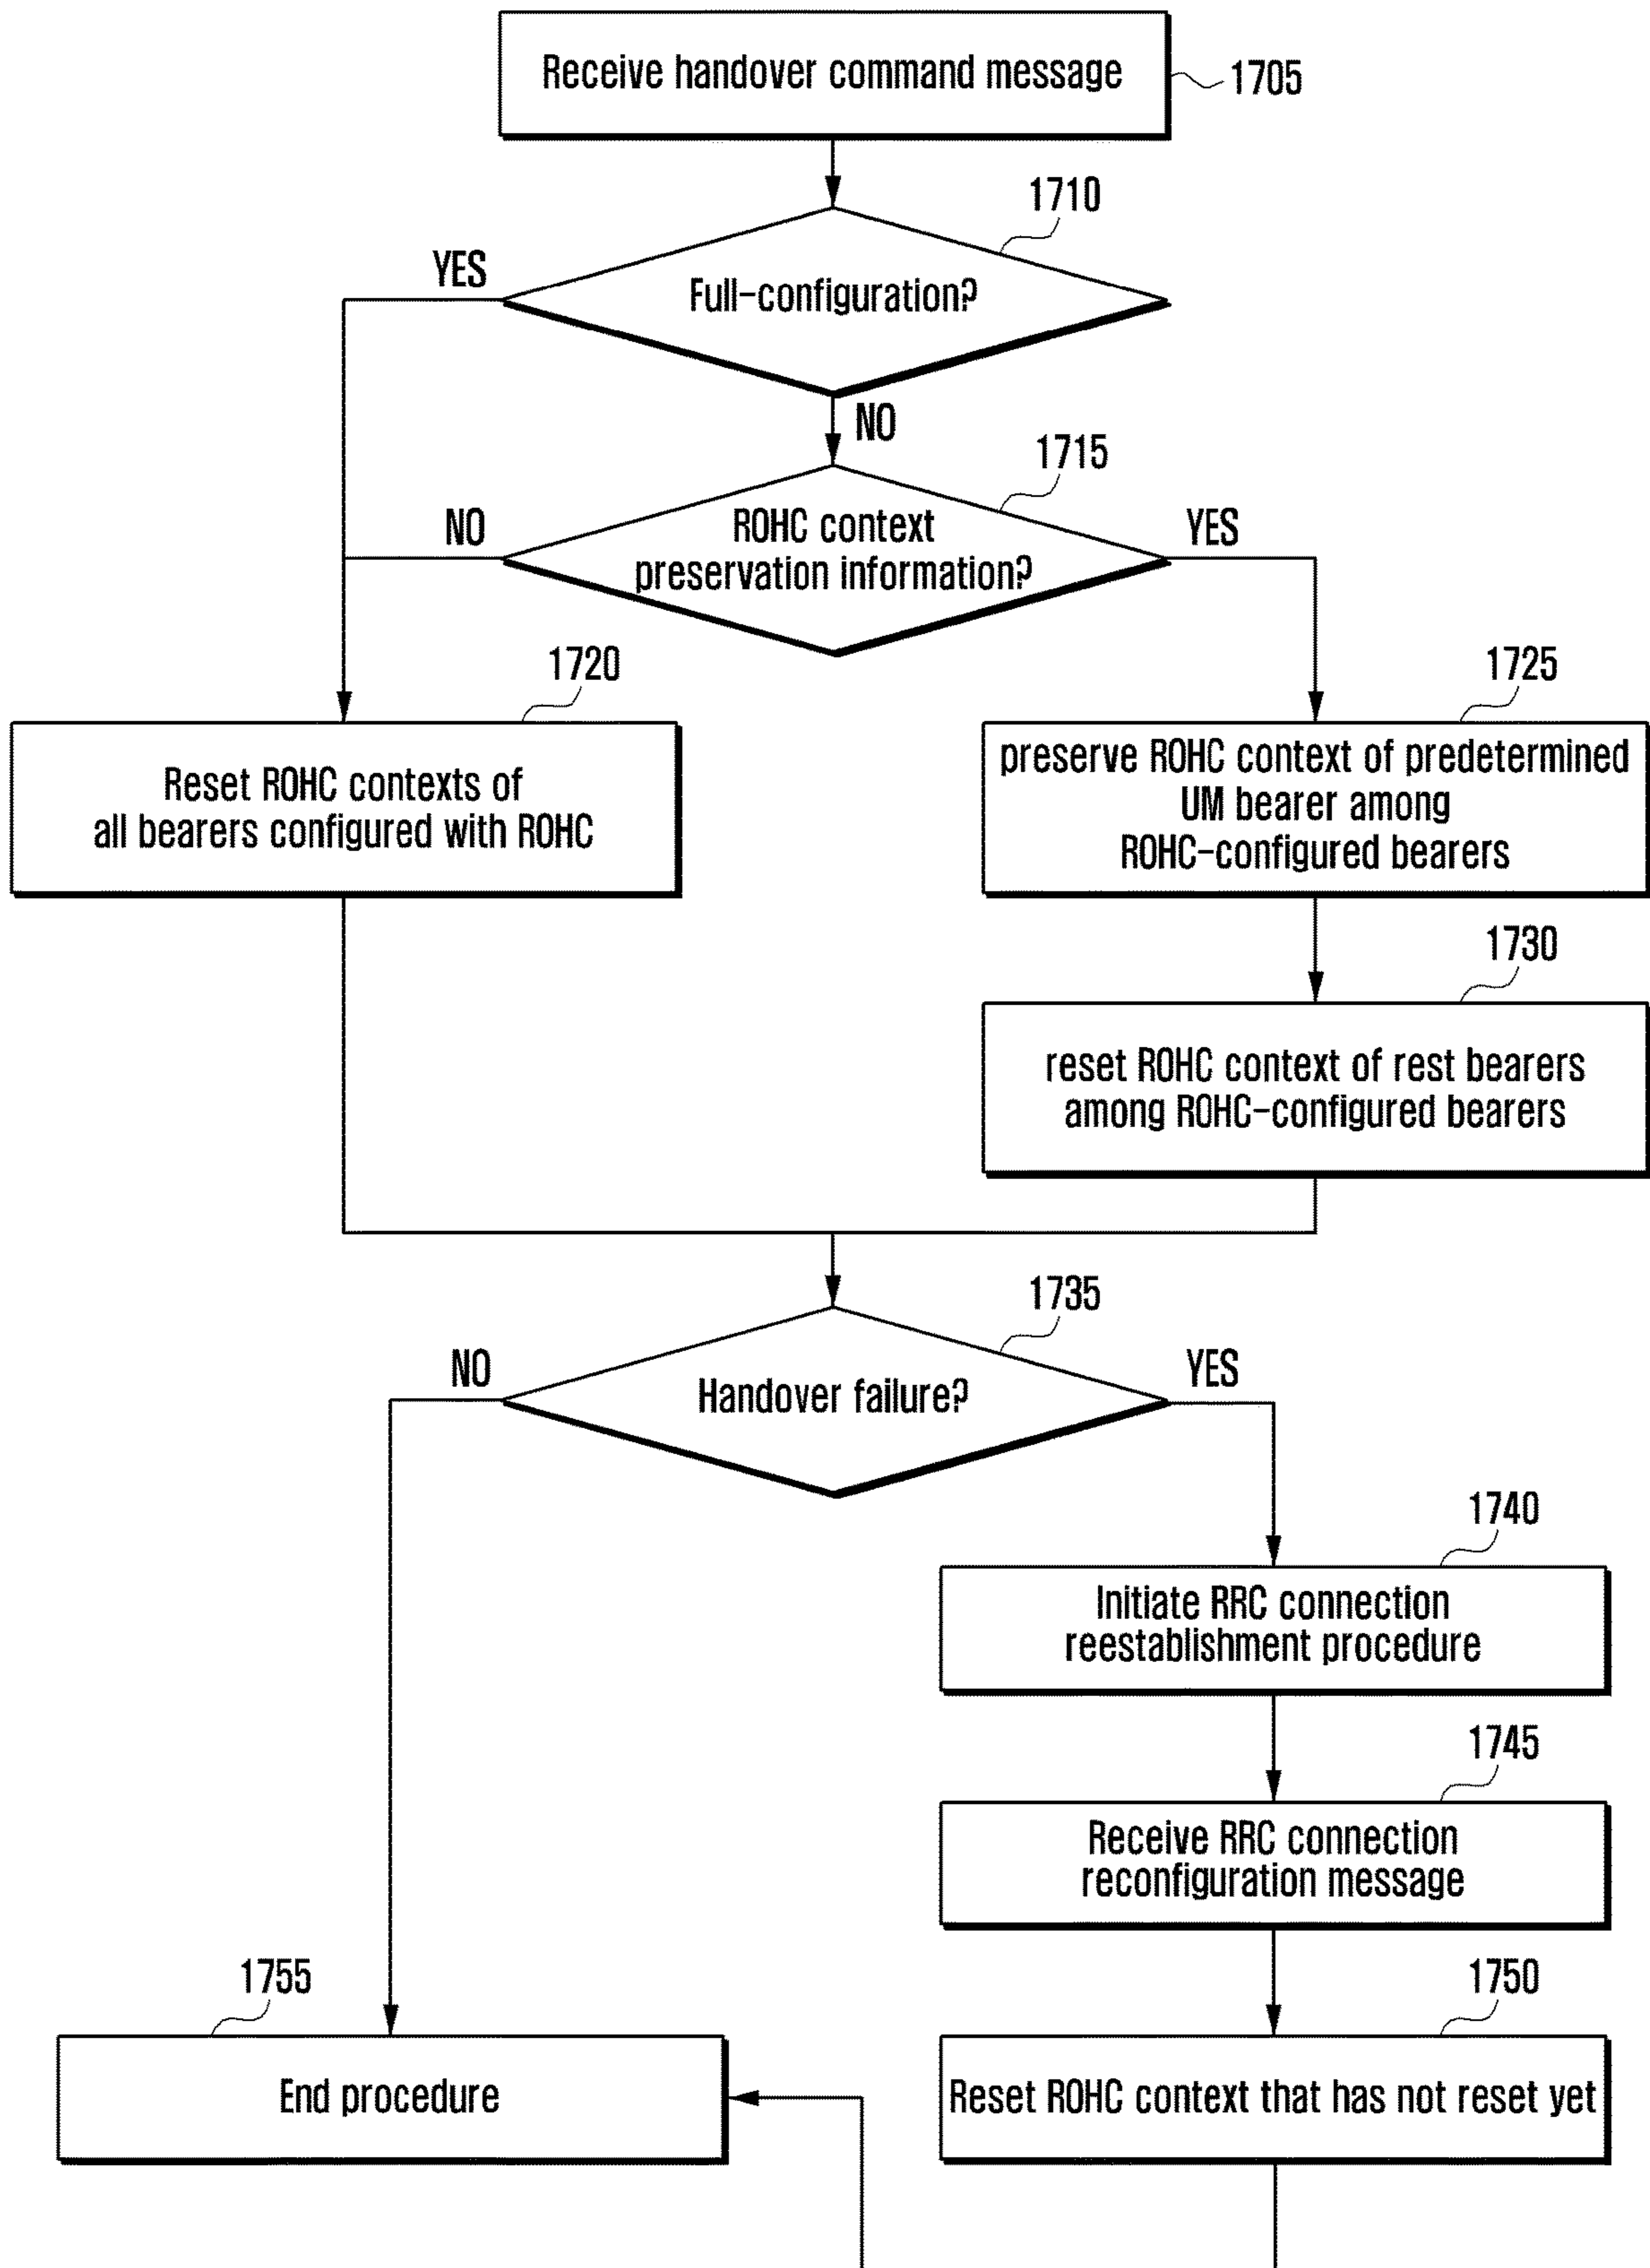 Receive handover command message
1705
1710
YES
Full-configuration?
NO
1715
NO
ROHC context
preservation information?
YES
1720
1725
Reset ROHC contexts of
all bearers configured with ROHC
preserve ROHC context of predetermined
UM bearer among
ROHC-configured bearers
1730
reset ROHC context of rest bearers
among ROHC-configured bearers
1735
NO
Handover failure?
YES
1740
Initiate RRC connection
reestablishment procedure
1745
Receive RRC connection
reconfiguration message
1755
1750
End procedure
Reset ROHC context that has not reset yet